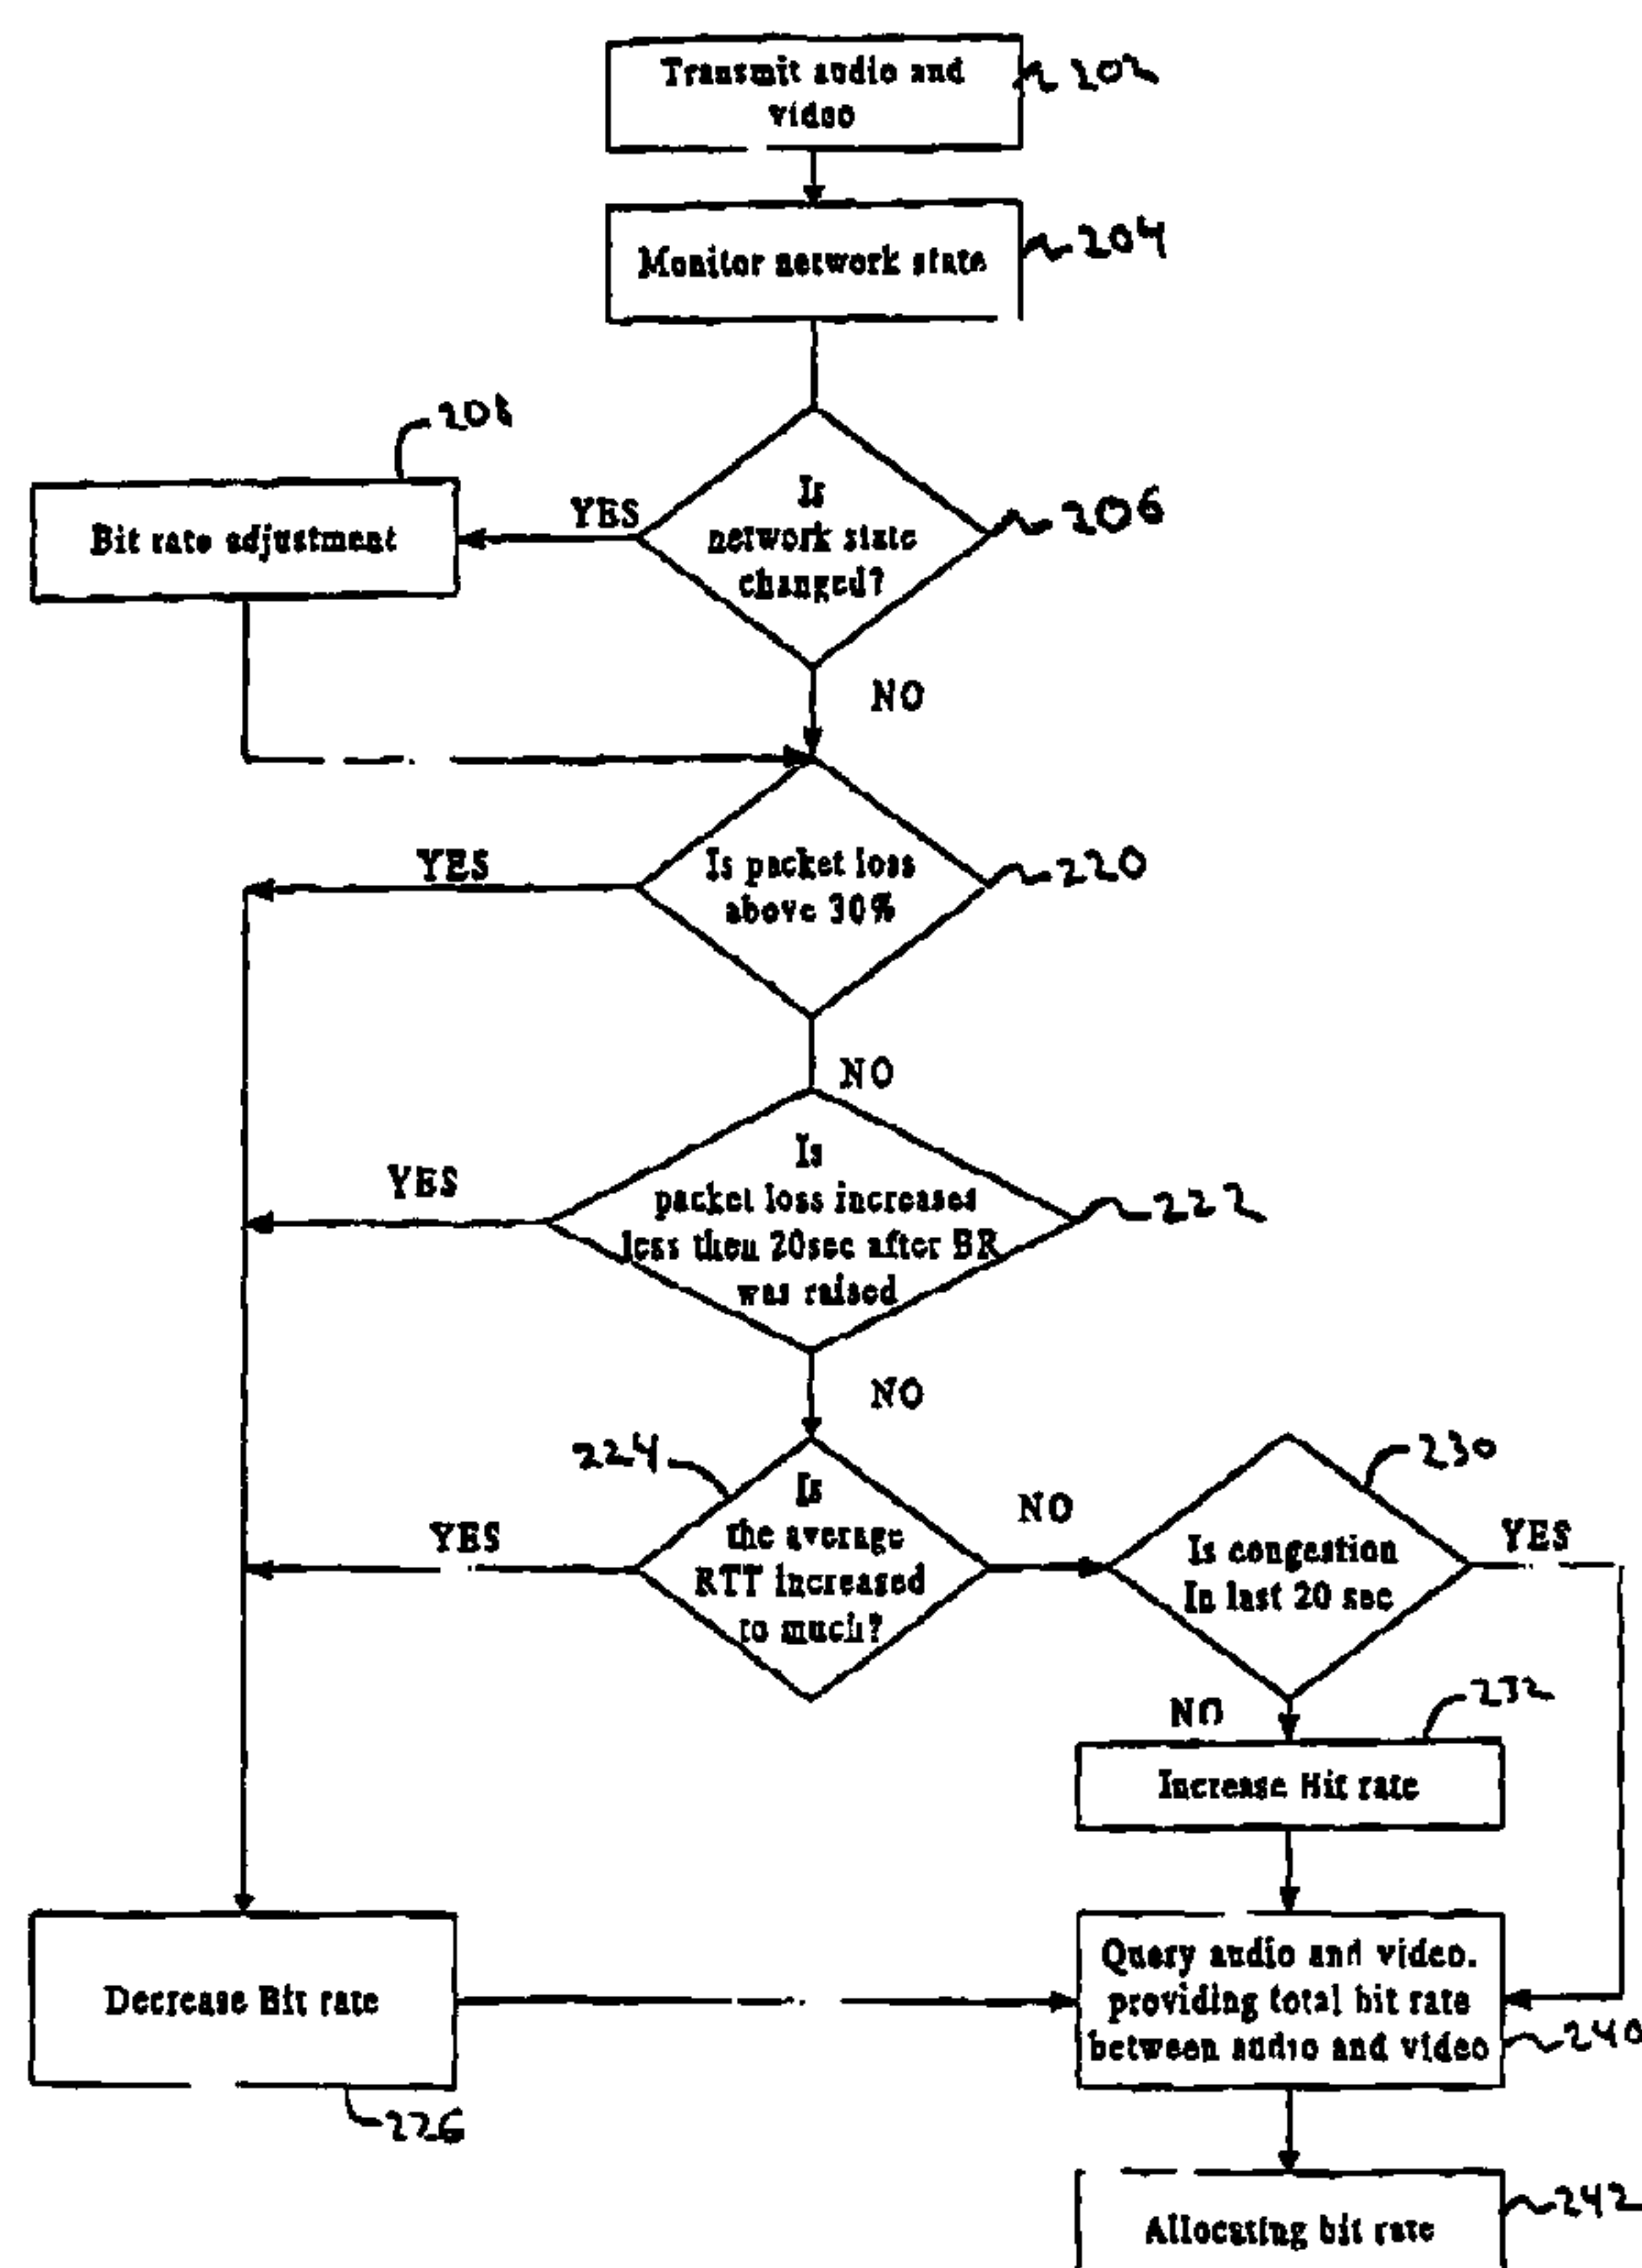 Transmit audio and
video
202
Monitor network state
204
208
Bit rate adjustment
YES
Is
network state
changed?
206
NO
YES
Is packet loss
above 30%
220
NO
YES
Is
packet loss increases
less then 20sec after BR
was raised
222
NO
224
YES
Is
the average
RTT increased
to much?
NO
230
Is congestion
In last 20 sec
YES
NO
232
Increase Bit rate
Decrease Bit rate
226
Query audio and video.
providing total bit rate
between audio and video
240
Allocating bit rate
242